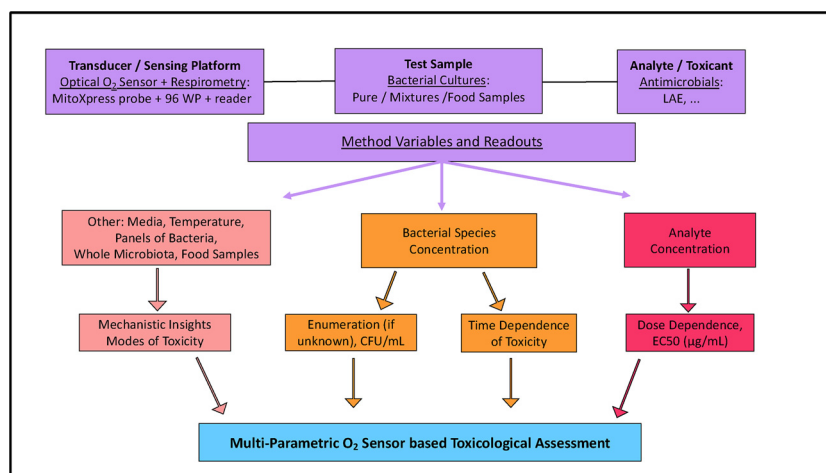 Transducer / Sensing Platform
Optical O₂ Sensor + Respirometry:
MitoXpress probe + 96 WP + reader
Test Sample
Bacterial Cultures:
Pure / Mixtures /Food Samples
Analyte / Toxicant
Antimicrobials:
LAE, ...
Method Variables and Readouts
Other: Media, Temperature,
Panels of Bacteria,
Whole Microbiota, Food Samples
Bacterial Species
Concentration
Analyte
Concentration
Mechanistic Insights
Modes of Toxicity
Enumeration (if
unknown), CFU/mL
Time Dependence
of Toxicity
Dose Dependence,
EC50 (µg/mL)
Multi-Parametric O₂ Sensor based Toxicological Assessment